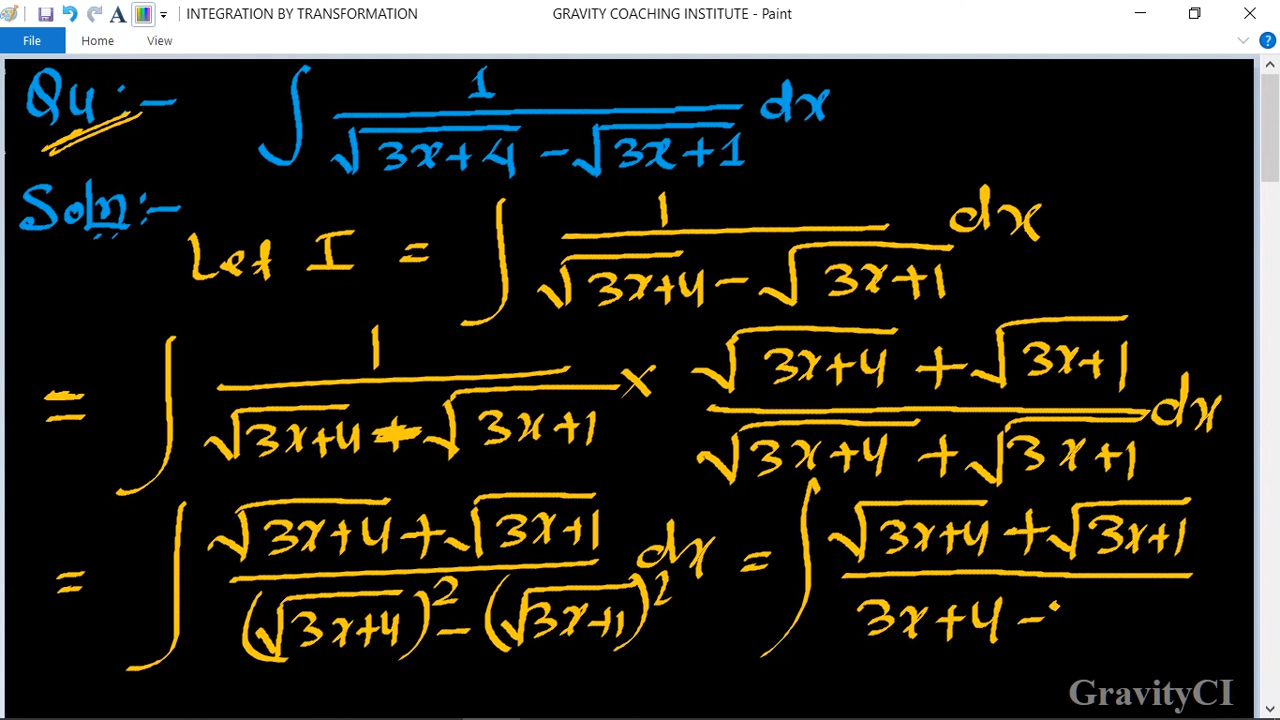 INTEGRATION BY TRANSFORMATION GRAVITY COACHING INSTITUTE - Paint
File Home View
Q4:- ∫ 1/(√(3x+4) - √(3x+1)) dx
Soln:-
Let I = ∫ 1/(√(3x+4) - √(3x+1)) dx
= ∫ 1/(√(3x+4) - √(3x+1)) × (√(3x+4) + √(3x+1))/(√(3x+4) + √(3x+1)) dx
= ∫ (√(3x+4) + √(3x+1))/((√(3x+4))² - (√(3x+1))²) dx = ∫ (√(3x+4) + √(3x+1))/(3x+4 -
GravityCI